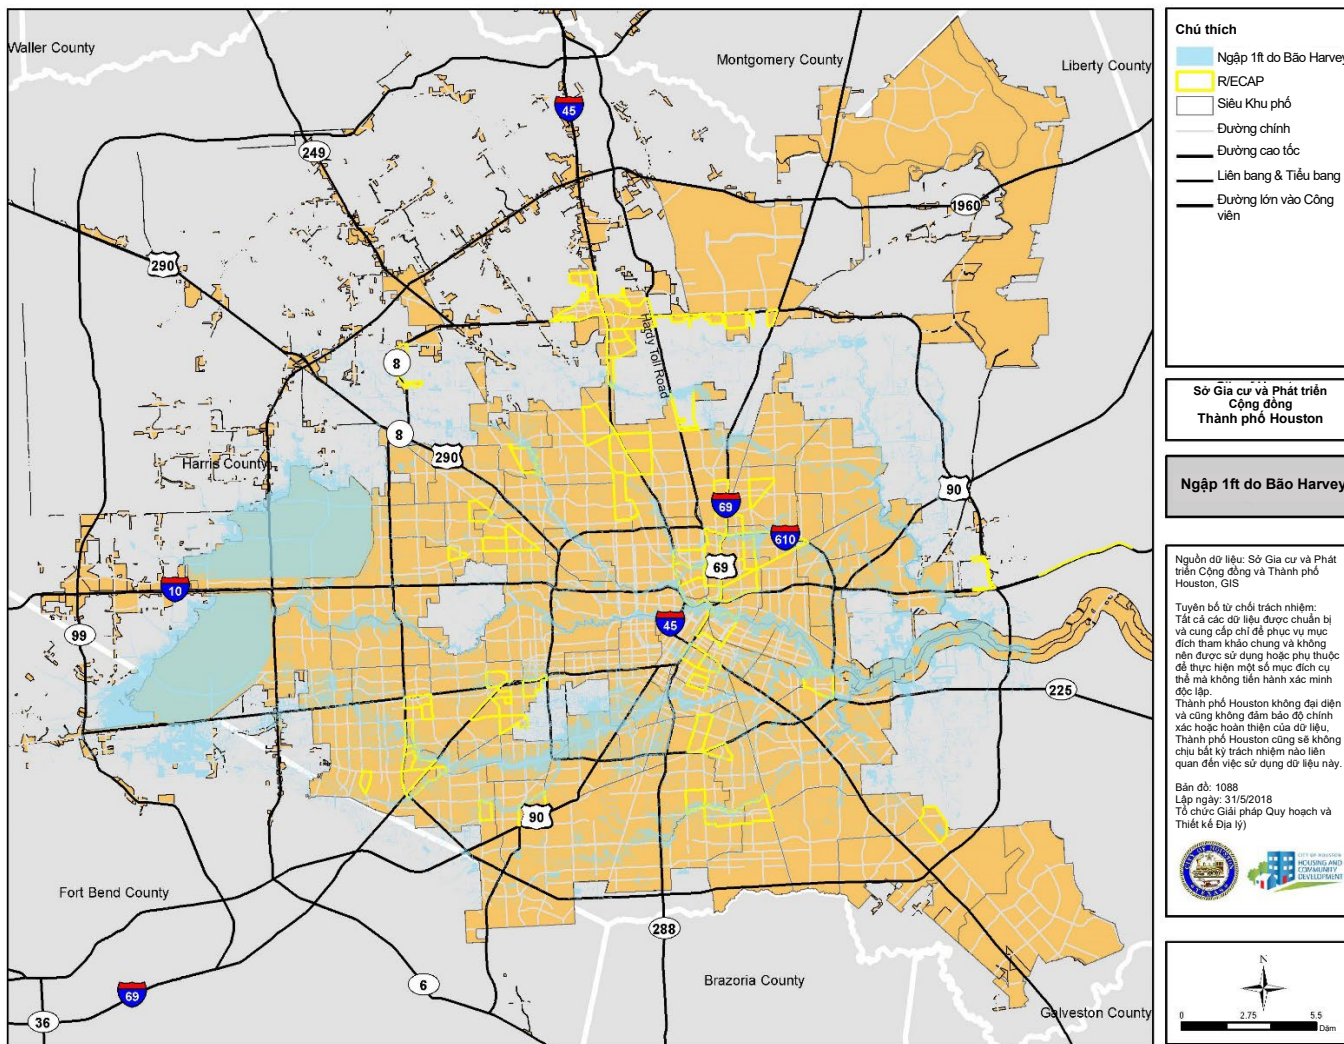 Waller County
Montgomery County
Liberty County
45
249
1960
290
Hardy Toll Road
8
8
290
Harris County
90
69
610
69
10
45
99
225
90
Fort Bend County
288
6
Brazoria County
69
36
Galveston County
Chú thích
Ngập 1ft do Bão Harvey
R/ECAP
Siêu Khu phố
Đường chính
Đường cao tốc
Liên bang & Tiểu bang
Đường lớn vào Công
viên
Sở Gia cư và Phát triển
Cộng đồng
Thành phố Houston
Ngập 1ft do Bão Harvey
Nguồn dữ liệu: Sở Gia cư và Phát
triển Cộng đồng và Thành phố
Houston, GIS
Tuyên bố từ chối trách nhiệm:
Tất cả các dữ liệu được chuẩn bị
và cung cấp chỉ để phục vụ mục
đích tham khảo chung và không
nên được sử dụng hoặc phụ thuộc
để thực hiện một số mục đích cụ
thể mà không tiến hành xác minh
độc lập.
Thành phố Houston không đại diện
và cũng không đảm bảo độ chính
xác hoặc hoàn thiện của dữ liệu,
Thành phố Houston cũng sẽ không
chịu bất kỳ trách nhiệm nào liên
quan đến việc sử dụng dữ liệu này.
Bản đồ: 1088
Lập ngày: 31/5/2018
Tổ chức Giải pháp Quy hoạch và
Thiết kế Địa lý)
CITY OF HOUSTON
TEXAS
CITY OF HOUSTON
HOUSING AND
COMMUNITY
DEVELOPMENT
N
0 2.75 5.5
Dặm